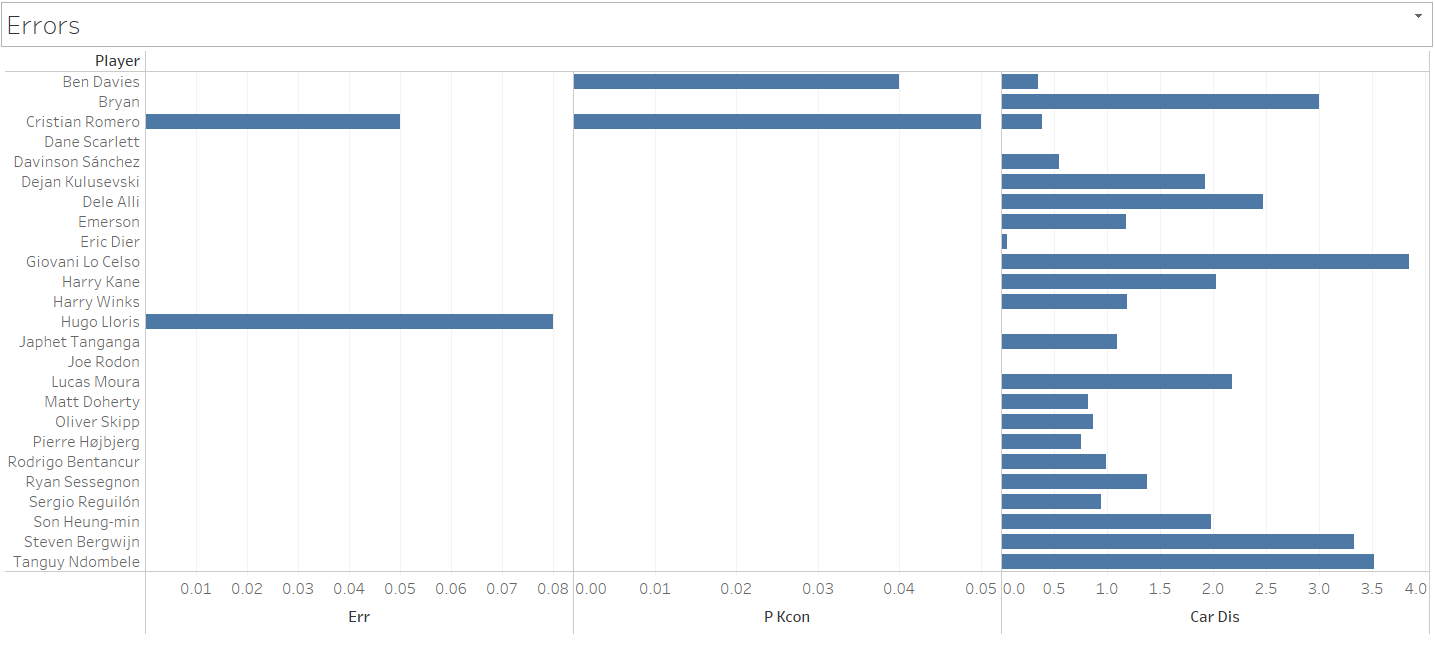 Errors
Player
Ben Davies
Bryan
Cristian Romero
Dane Scarlett
Davinson Sánchez
Dejan Kulusevski
Dele Alli
Emerson
Eric Dier
Giovani Lo Celso
Harry Kane
Harry Winks
Hugo Lloris
Japhet Tanganga
Joe Rodon
Lucas Moura
Matt Doherty
Oliver Skipp
Pierre Højbjerg
Rodrigo Bentancur
Ryan Sessegnon
Sergio Reguilón
Son Heung-min
Steven Bergwijn
Tanguy Ndombele
0.01 0.02 0.03 0.04 0.05 0.06 0.07 0.08 0.00 0.01 0.02 0.03 0.04 0.05 0.0 0.5 1.0 1.5 2.0 2.5 3.0 3.5 4.0
Err P Kcon Car Dis